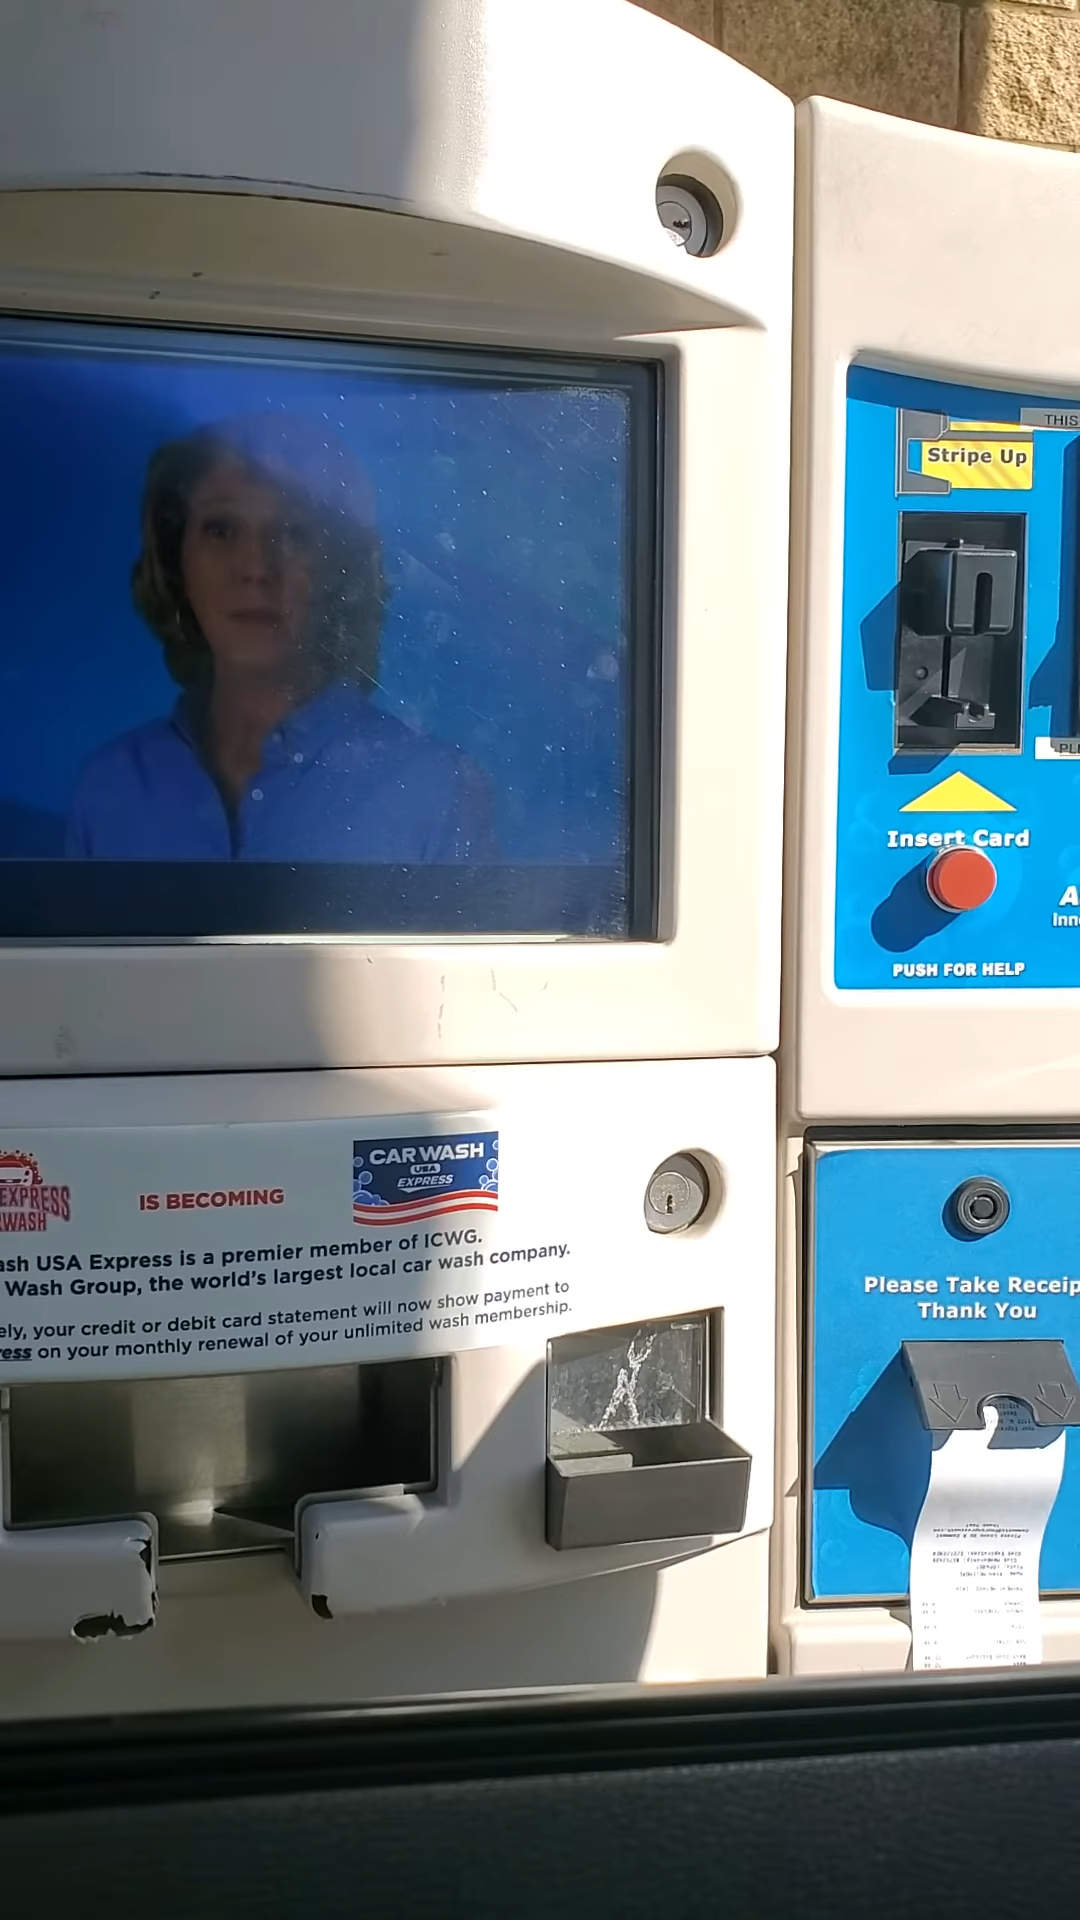 THIS
Stripe Up
PL
Insert Card
PUSH FOR HELP
EXPRESS
WASH
IS BECOMING
CAR WASH
USA
EXPRESS
ash USA Express is a premier member of ICWG.
Wash Group, the world's largest local car wash company.
ely, your credit or debit card statement will now show payment to
ess on your monthly renewal of your unlimited wash membership.
Please Take Receip
Thank You